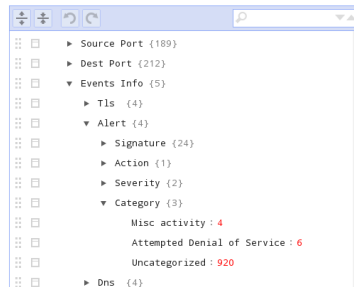 Source Port {189}
Dest Port {212}
Events Info {5}
Tls {4}
Alert {4}
Signature {24}
Action {1}
Severity {2}
Category {3}
Misc activity : 4
Attempted Denial of Service : 6
Uncategorized : 920
Dns {4}